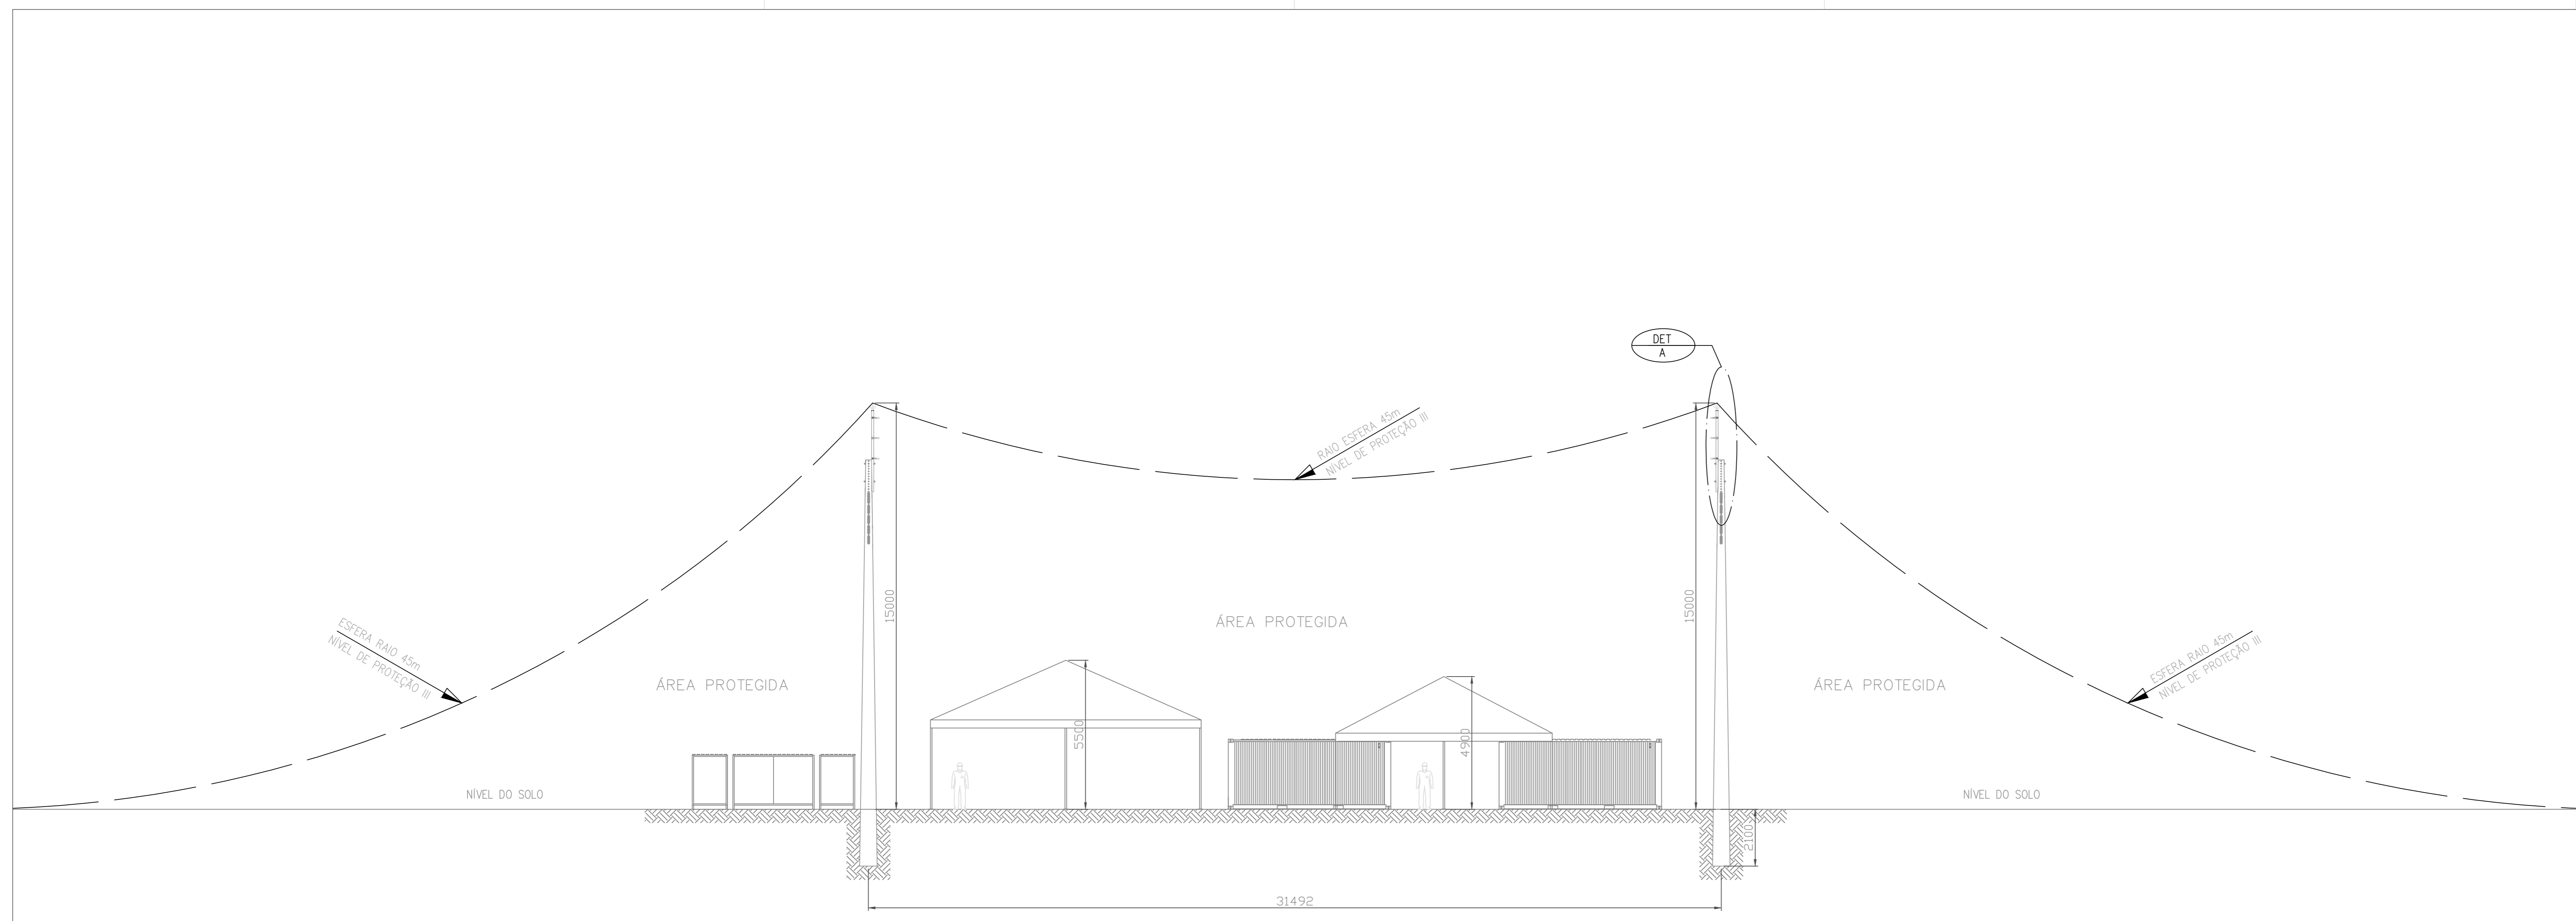 DET
A
RAIO ESFERA 45m
NÍVEL DE PROTEÇÃO III
ESFERA RAIO 45m
NÍVEL DE PROTEÇÃO III
ESFERA RAIO 45m
NÍVEL DE PROTEÇÃO III
15000
15000
ÁREA PROTEGIDA
ÁREA PROTEGIDA
ÁREA PROTEGIDA
5500
4900
NÍVEL DO SOLO
NÍVEL DO SOLO
2100
31492